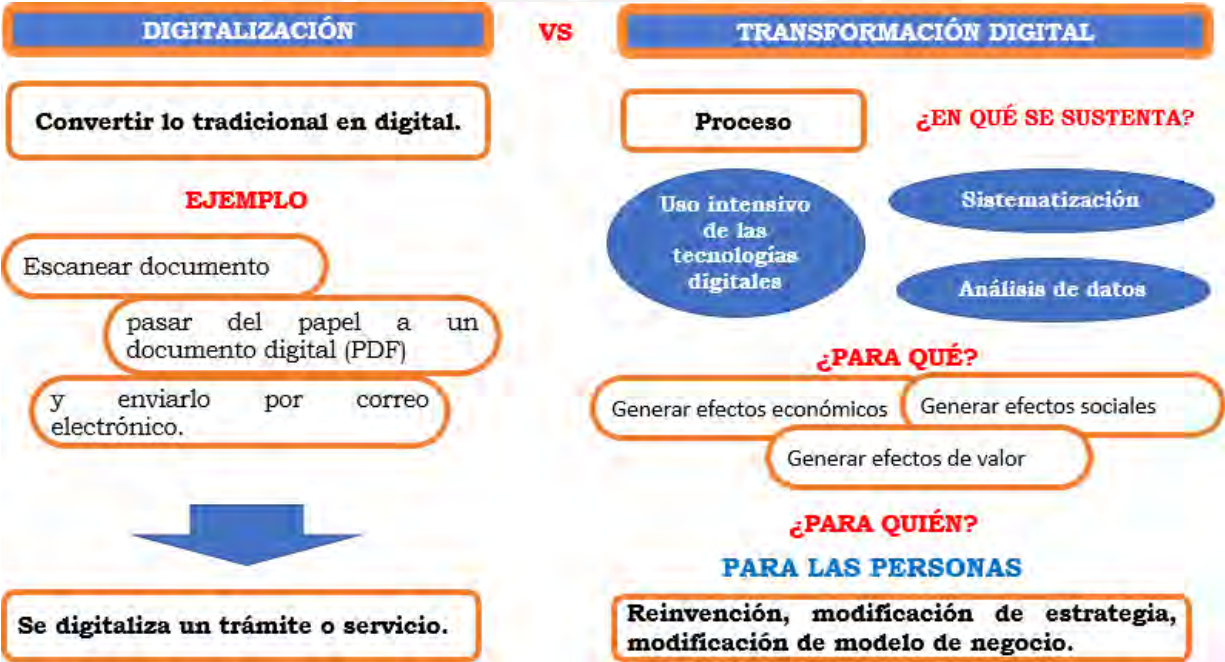 DIGITALIZACIÓN
VS
TRANSFORMACIÓN DIGITAL
Convertir lo tradicional en digital.
EJEMPLO
Escanear documento
pasar del papel a un
documento digital (PDF)
y enviarlo por correo
electrónico.
Se digitaliza un trámite o servicio.
Proceso
¿EN QUÉ SE SUSTENTA?
Uso intensivo
de las
tecnologías
digitales
Sistematización
Análisis de datos
¿PARA QUÉ?
Generar efectos económicos
Generar efectos sociales
Generar efectos de valor
¿PARA QUIÉN?
PARA LAS PERSONAS
Reinvención, modificación de estrategia,
modificación de modelo de negocio.